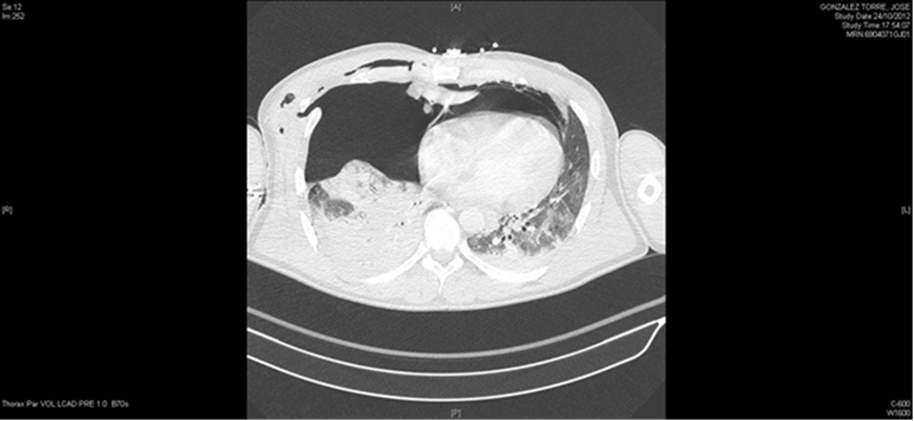 Se:12
Im:252
[A]
GONZALEZ TORRE, JOSE
Study Date:24/10/2012
Study Time:17:54:07
MRN:6904071GJ01
[R]
[L]
Thorax Par VOL LCAD PRE 1.0 B70s
[P]
C-600
W1600